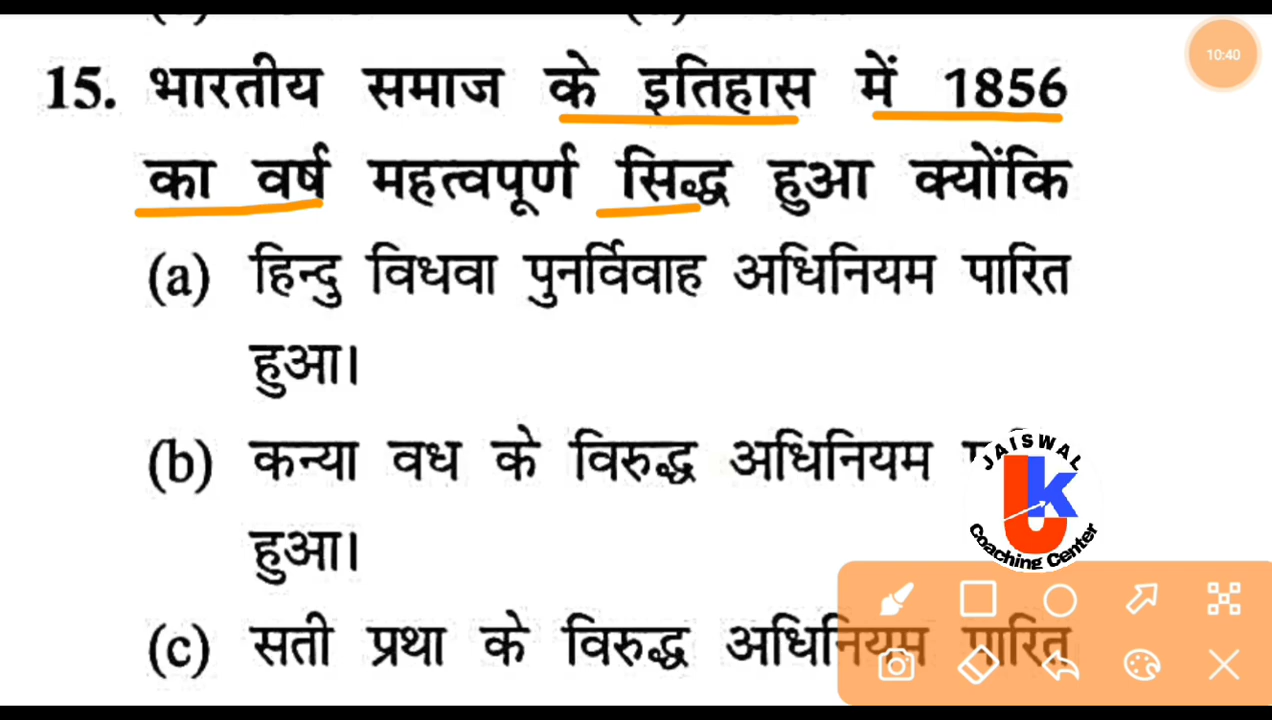 10:40
15. भारतीय समाज के इतिहास में 1856
का वर्ष महत्वपूर्ण सिद्ध हुआ क्योंकि
(a) हिन्दु विधवा पुनर्विवाह अधिनियम पारित
हुआ।
(b) कन्या वध के विरुद्ध अधिनियम
हुआ।
JAISWAL
JK
Coaching Center
(c) सती प्रथा के विरुद्ध अधिनियम पारित